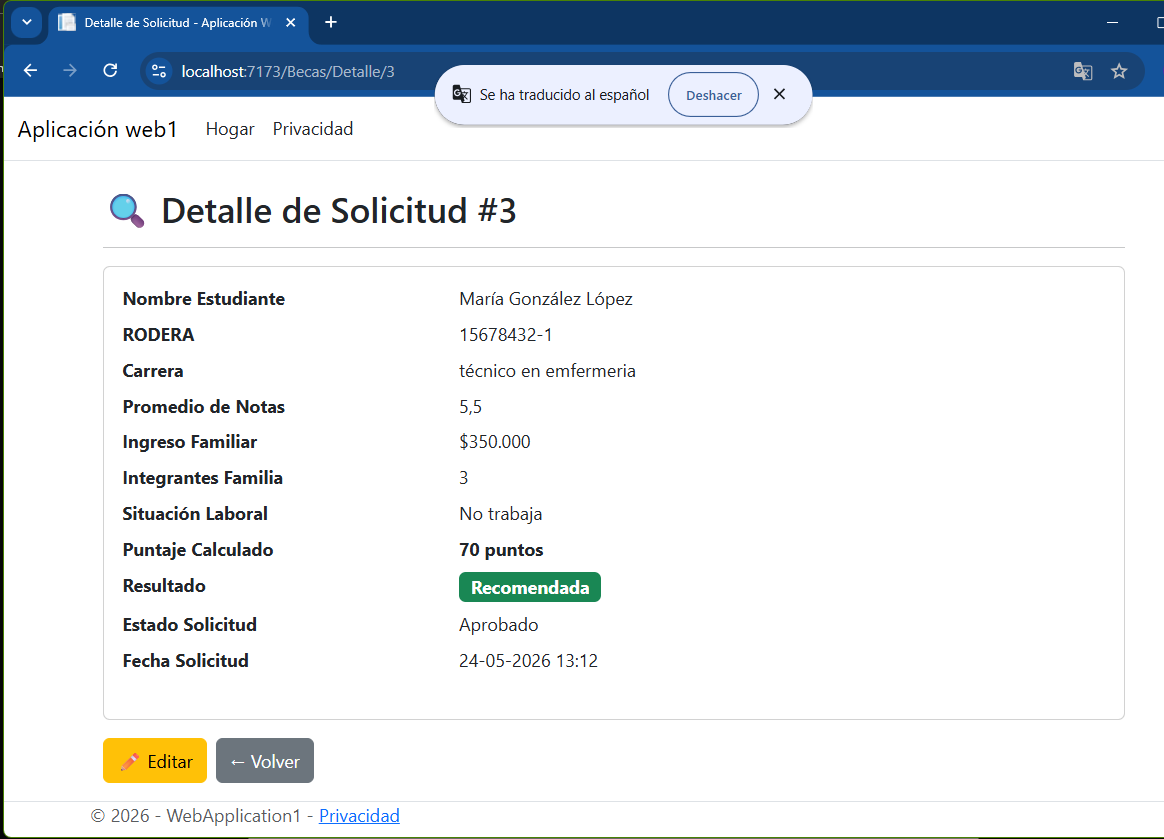 Detalle de Solicitud - Aplicación W
localhost:7173/Becas/Detalle/3
Se ha traducido al español
Deshacer
Aplicación web1 Hogar Privacidad
Detalle de Solicitud #3
Nombre Estudiante María González López
RODERA 15678432-1
Carrera técnico en emfermeria
Promedio de Notas 5,5
Ingreso Familiar $350.000
Integrantes Familia 3
Situación Laboral No trabaja
Puntaje Calculado 70 puntos
Resultado Recomendada
Estado Solicitud Aprobado
Fecha Solicitud 24-05-2026 13:12
Editar ← Volver
© 2026 - WebApplication1 - Privacidad